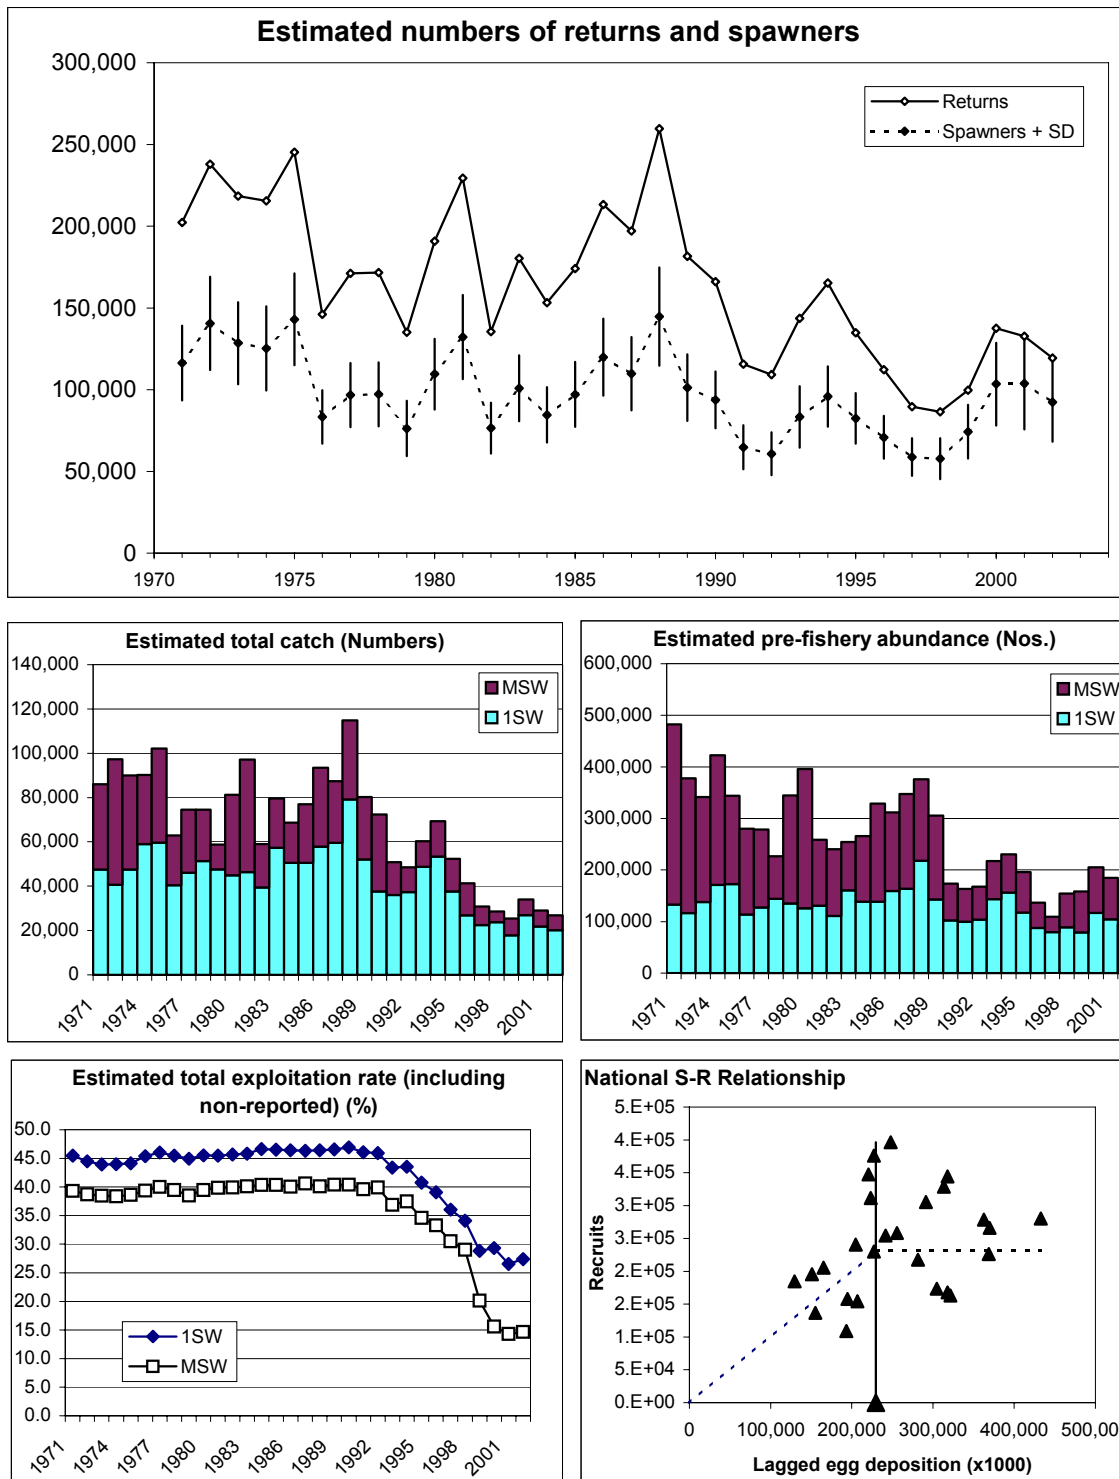 Estimated numbers of returns and spawners
300,000
250,000
200,000
150,000
100,000
50,000
0
1970 1975 1980 1985 1990 1995 2000
Returns
Spawners + SD
Estimated total catch (Numbers)
140,000
120,000
100,000
80,000
60,000
40,000
20,000
0
MSW
1SW
1971 1974 1977 1980 1983 1986 1989 1992 1995 1998 2001
Estimated pre-fishery abundance (Nos.)
600,000
500,000
400,000
300,000
200,000
100,000
0
MSW
1SW
1971 1974 1977 1980 1983 1986 1989 1992 1995 1998 2001
Estimated total exploitation rate (including
non-reported) (%)
50.0
45.0
40.0
35.0
30.0
25.0
20.0
15.0
10.0
5.0
0.0
1SW
MSW
1971 1974 1977 1980 1983 1986 1989 1992 1995 1998 2001
National S-R Relationship
Recruits
5.E+05
4.E+05
4.E+05
3.E+05
3.E+05
2.E+05
2.E+05
1.E+05
5.E+04
0.E+00
0 100,000 200,000 300,000 400,000 500,00
Lagged egg deposition (x1000)